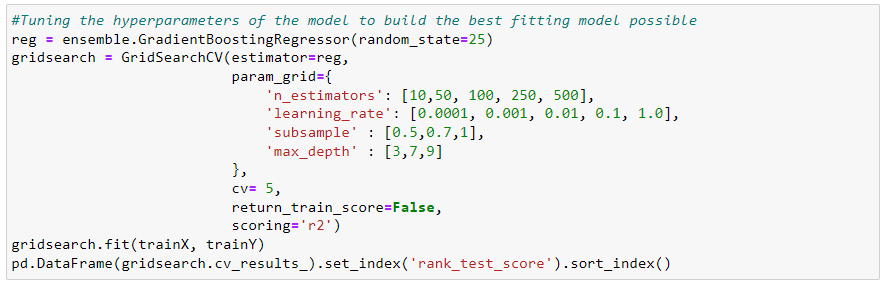 #Tuning the hyperparameters of the model to build the best fitting model possible
reg = ensemble.GradientBoostingRegressor(random_state=25)
gridsearch = GridSearchCV(estimator=reg,
param_grid={
'n_estimators': [10,50, 100, 250, 500],
'learning_rate': [0.0001, 0.001, 0.01, 0.1, 1.0],
'subsample' : [0.5,0.7,1],
'max_depth' : [3,7,9]
},
cv= 5,
return_train_score=False,
scoring='r2')
gridsearch.fit(trainX, trainY)
pd.DataFrame(gridsearch.cv_results_).set_index('rank_test_score').sort_index()